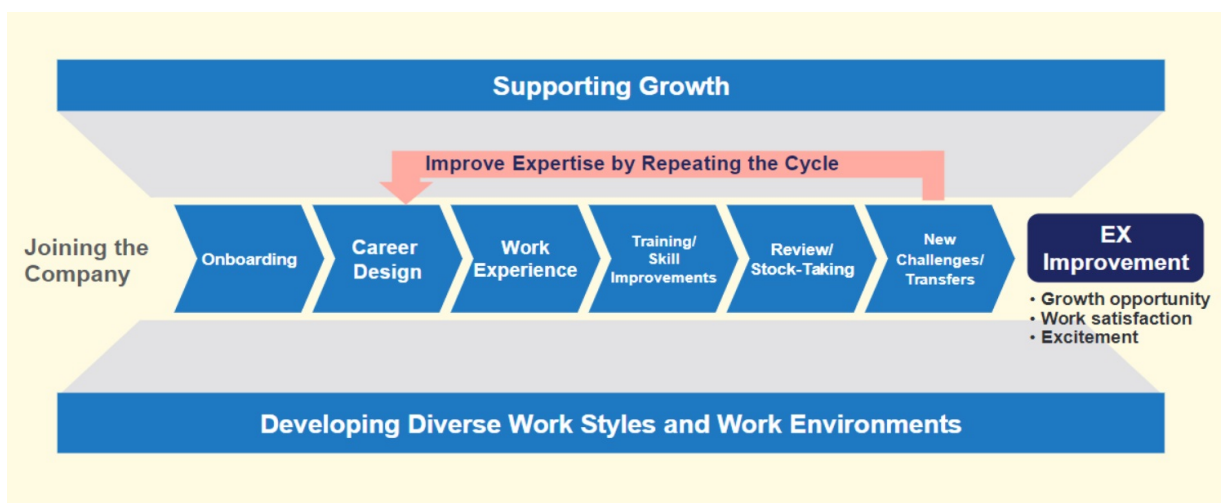 Supporting Growth
Improve Expertise by Repeating the Cycle
Joining the
Company
Onboarding
Career
Design
Work
Experience
Training/
Skill
Improvements
Review/
Stock-Taking
New
Challenges/
Transfers
EX
Improvement
・Growth opportunity
・Work satisfaction
・Excitement
Developing Diverse Work Styles and Work Environments